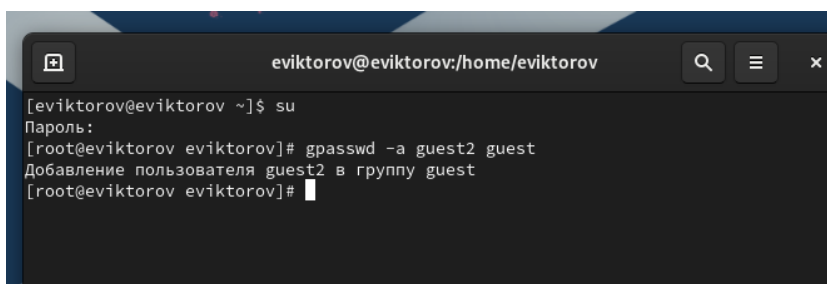 eviktorov@eviktorov:/home/eviktorov
[eviktorov@eviktorov ~]$ su
Пароль:
[root@eviktorov eviktorov]# gpasswd -a guest2 guest
Добавление пользователя guest2 в группу guest
[root@eviktorov eviktorov]#